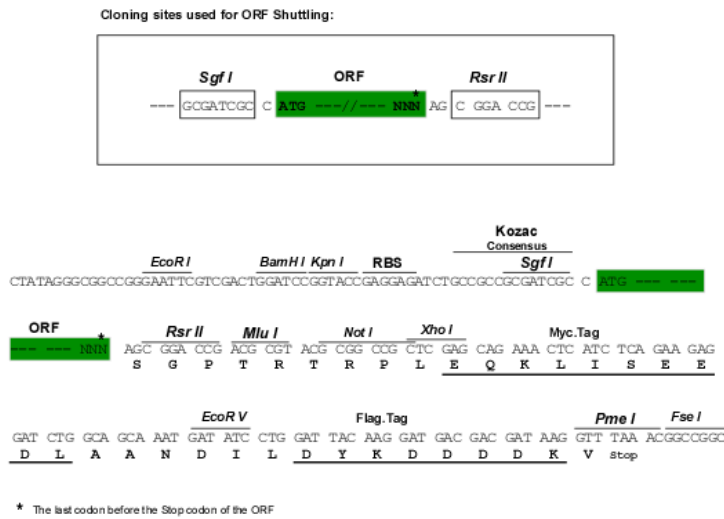 Cloning sites used for ORF Shuttling:
Sgf I ORF Rsr II
*
--- GCGATCGC C ATG ---//--- NNN AG C GGA CCG ---
Kozac
Consensus
EcoR I BamH I Kpn I RBS Sgf I
CTATAGGGCGGCCGGGAATTCGTCGACTGGATCCGGTACCGAGGAGATCTGCCGCCGCGATCGC C ATG --- ---
ORF * Rsr II Mlu I Not I Xho I Myc.Tag
--- --- NNN AGC GGA CCG ACG CGT ACG CGG CCG CTC GAG CAG AAA CTC ATC TCA GAA GAG
S G P T R T R P L E Q K L I S E E
EcoR V Flag.Tag Pme I Fse I
GAT CTG GCA GCA AAT GAT ATC CTG GAT TAC AAG GAT GAC GAC GAT AAG GTT TAA ACGGCCGGC
D L A A N D I L D Y K D D D D K V Stop
* The last codon before the Stop codon of the ORF